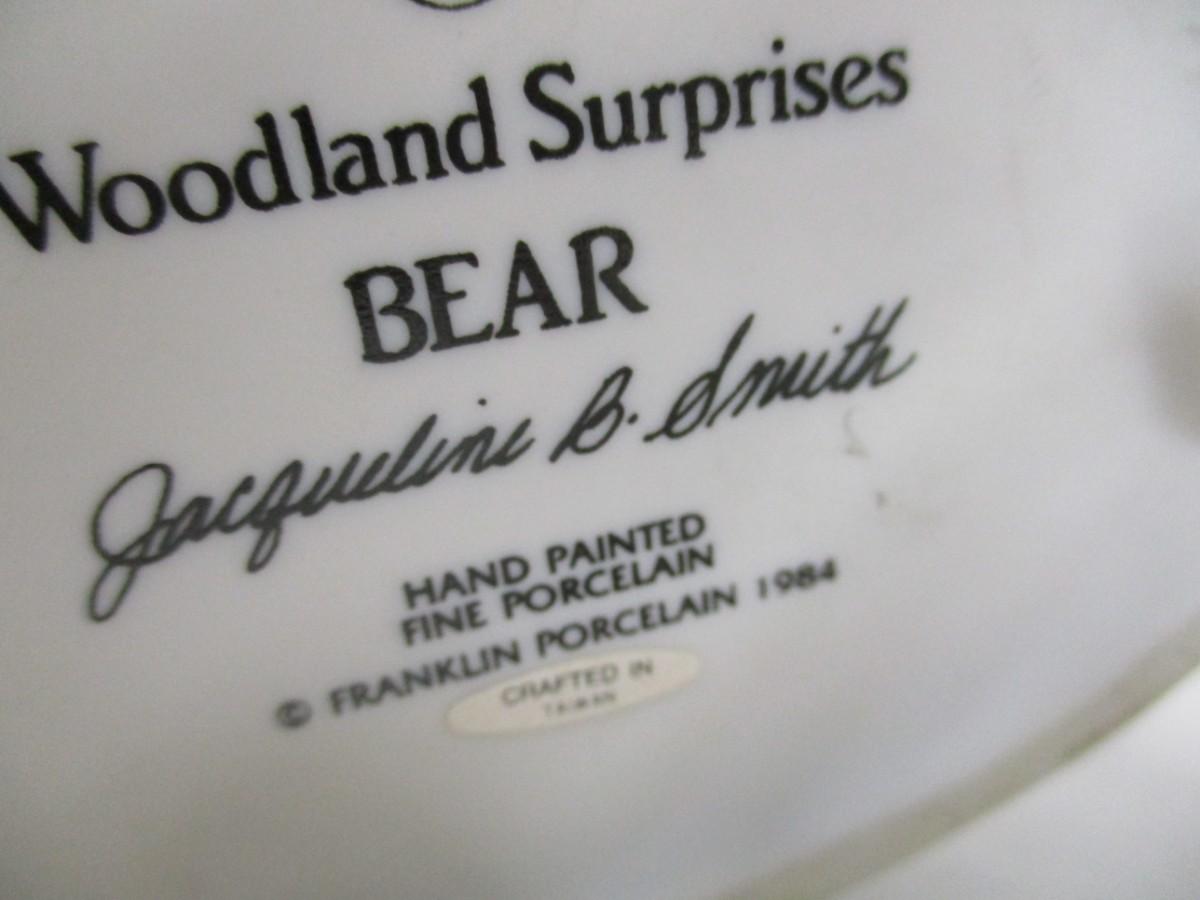 Woodland Surprises
BEAR
Jacqueline B. Smith
HAND PAINTED
FINE PORCELAIN
© FRANKLIN PORCELAIN 1984
CRAFTED IN
TAIWAN